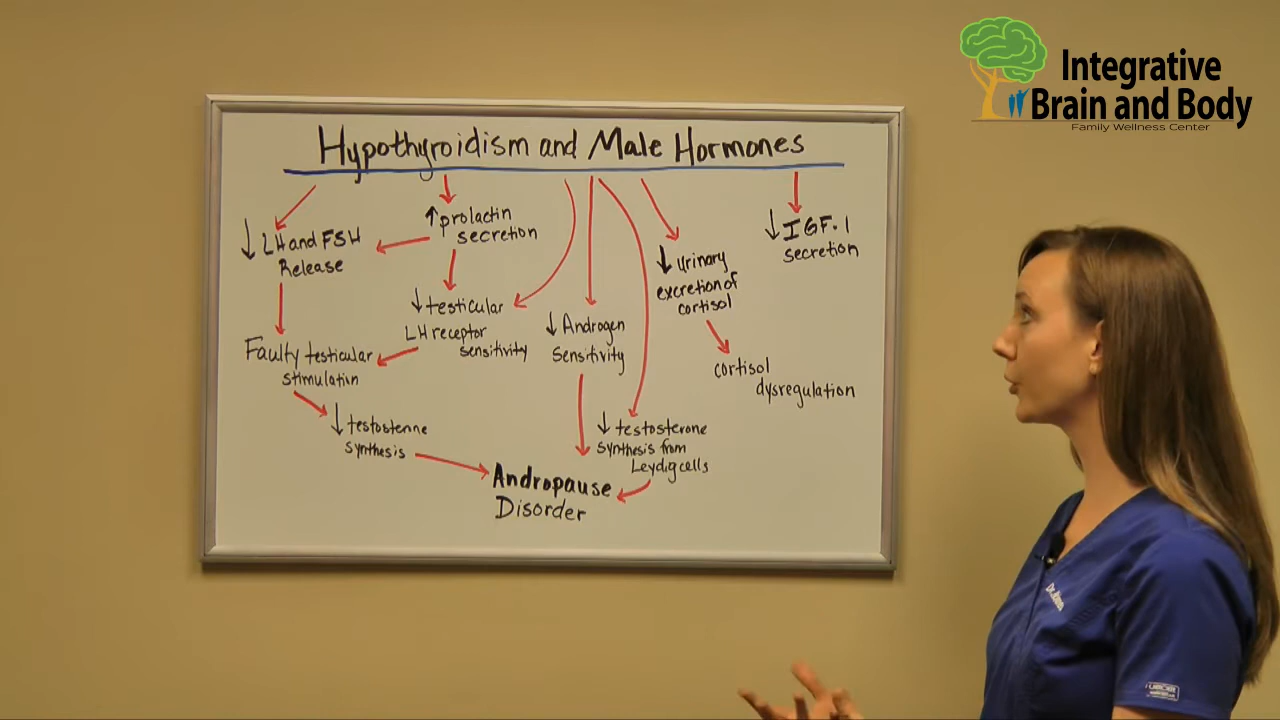 Integrative
Brain and Body
Family Wellness Center
Hypothyroidism and Male Hormones
↓ LH and FSH
Release
↑ prolactin
secretion
↓ testicular
LH receptor
sensitivity
Faulty testicular
stimulation
↓ testosterone
synthesis
↓ Androgen
Sensitivity
↓ testosterone
synthesis from
Leydig cells
Andropause
Disorder
↓ urinary
excretion of
cortisol
cortisol
dysregulation
↓ IGF-1
secretion
Dr.